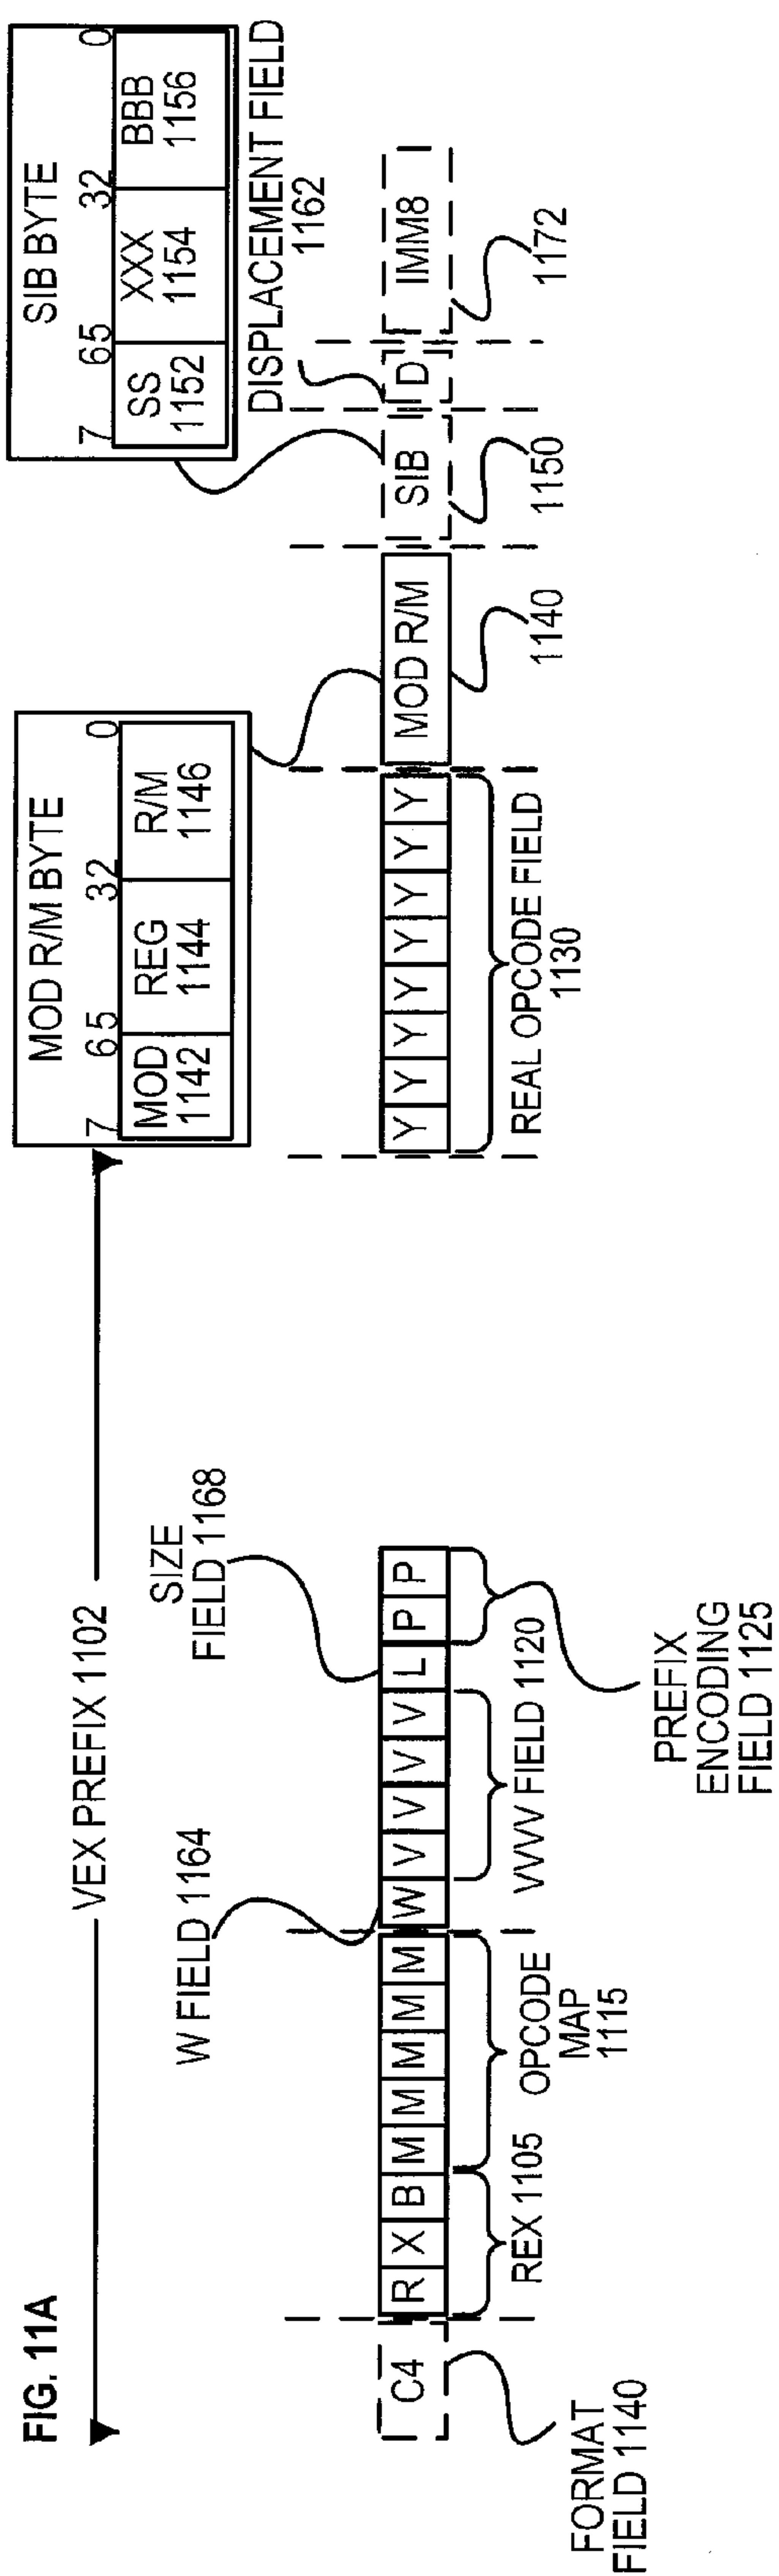 FIG. 11A
VEX PREFIX 1102
MOD R/M BYTE
7 6 5 3 2 0
MOD
1142
REG
1144
R/M
1146
SIB BYTE
7 6 5 3 2 0
SS
1152
XXX
1154
BBB
1156
DISPLACEMENT FIELD
1162
W FIELD 1164
SIZE
FIELD 1168
C4 R X B M M M M M W V V V V L P P Y Y Y Y Y Y Y Y MOD R/M SIB D IMM8
FORMAT
FIELD 1140
REX 1105
OPCODE
MAP
1115
VVVV FIELD 1120
PREFIX
ENCODING
FIELD 1125
REAL OPCODE FIELD
1130
1140
1150
1172